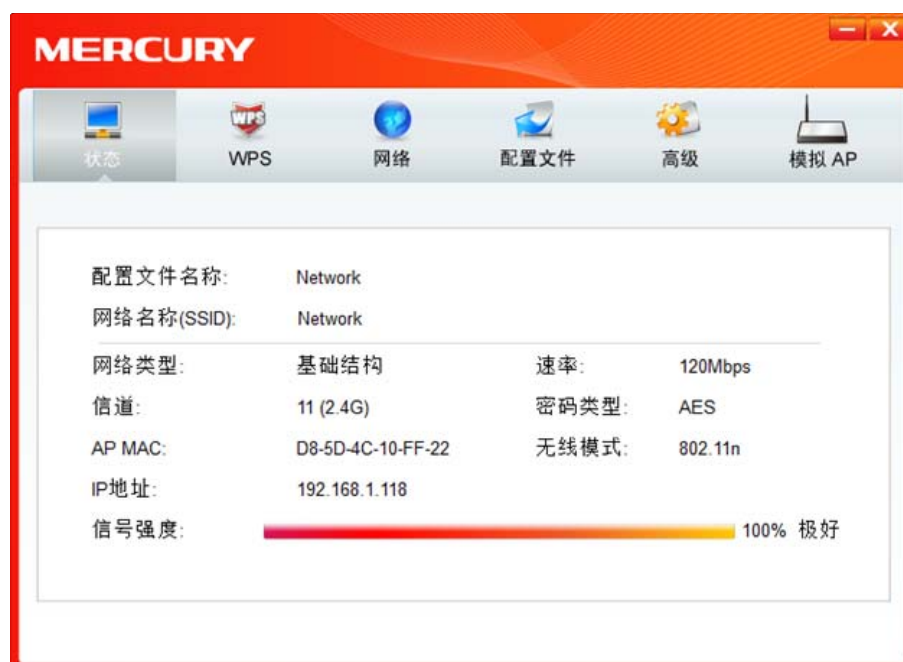 MERCURY
状态 WPS 网络 配置文件 高级 模拟 AP
配置文件名称: Network
网络名称(SSID): Network
网络类型: 基础结构 速率: 120Mbps
信道: 11 (2.4G) 密码类型: AES
AP MAC: D8-5D-4C-10-FF-22 无线模式: 802.11n
IP地址: 192.168.1.118
信号强度: 100% 极好